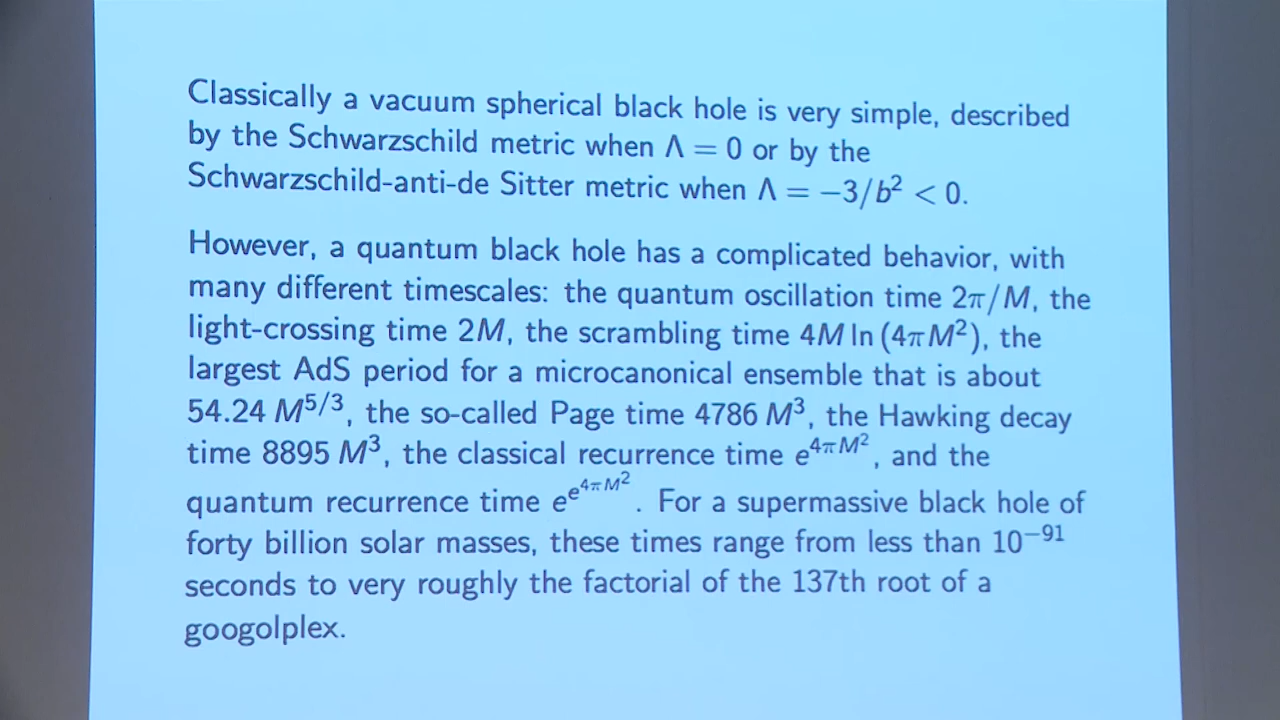 Classically a vacuum spherical black hole is very simple, described
by the Schwarzschild metric when Λ = 0 or by the
Schwarzschild-anti-de Sitter metric when Λ = −3/b² < 0.
However, a quantum black hole has a complicated behavior, with
many different timescales: the quantum oscillation time 2π/M, the
light-crossing time 2M, the scrambling time 4M ln (4πM²), the
largest AdS period for a microcanonical ensemble that is about
54.24 M^{5/3}, the so-called Page time 4786 M³, the Hawking decay
time 8895 M³, the classical recurrence time e^{4πM²}, and the
quantum recurrence time e^{e^{4πM²}}. For a supermassive black hole of
forty billion solar masses, these times range from less than 10^{−91}
seconds to very roughly the factorial of the 137th root of a
googolplex.